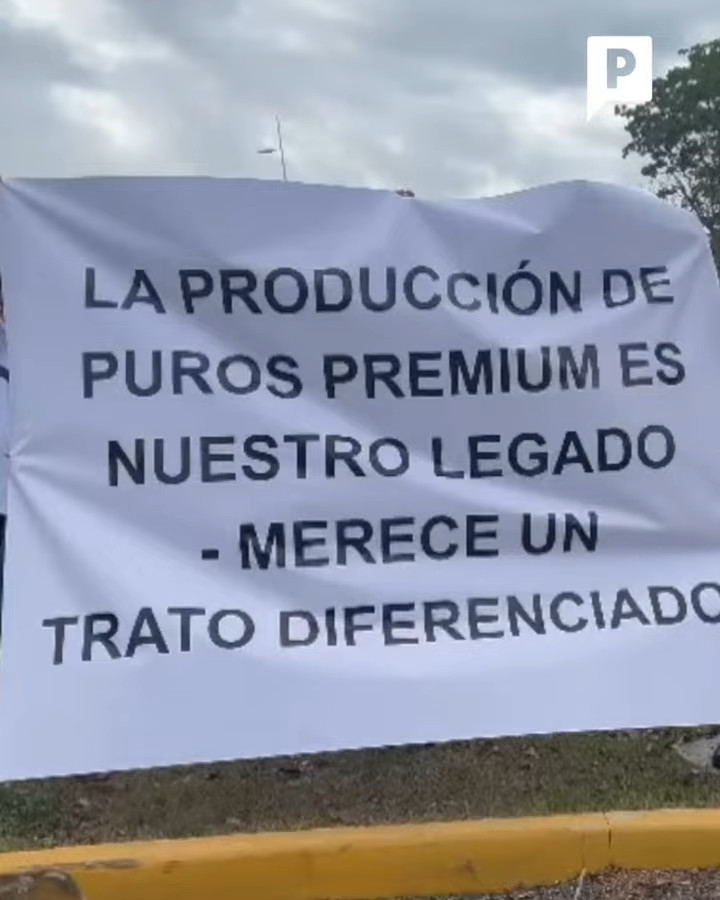 P
LA PRODUCCIÓN DE
PUROS PREMIUM ES
NUESTRO LEGADO
- MERECE UN
TRATO DIFERENCIADO